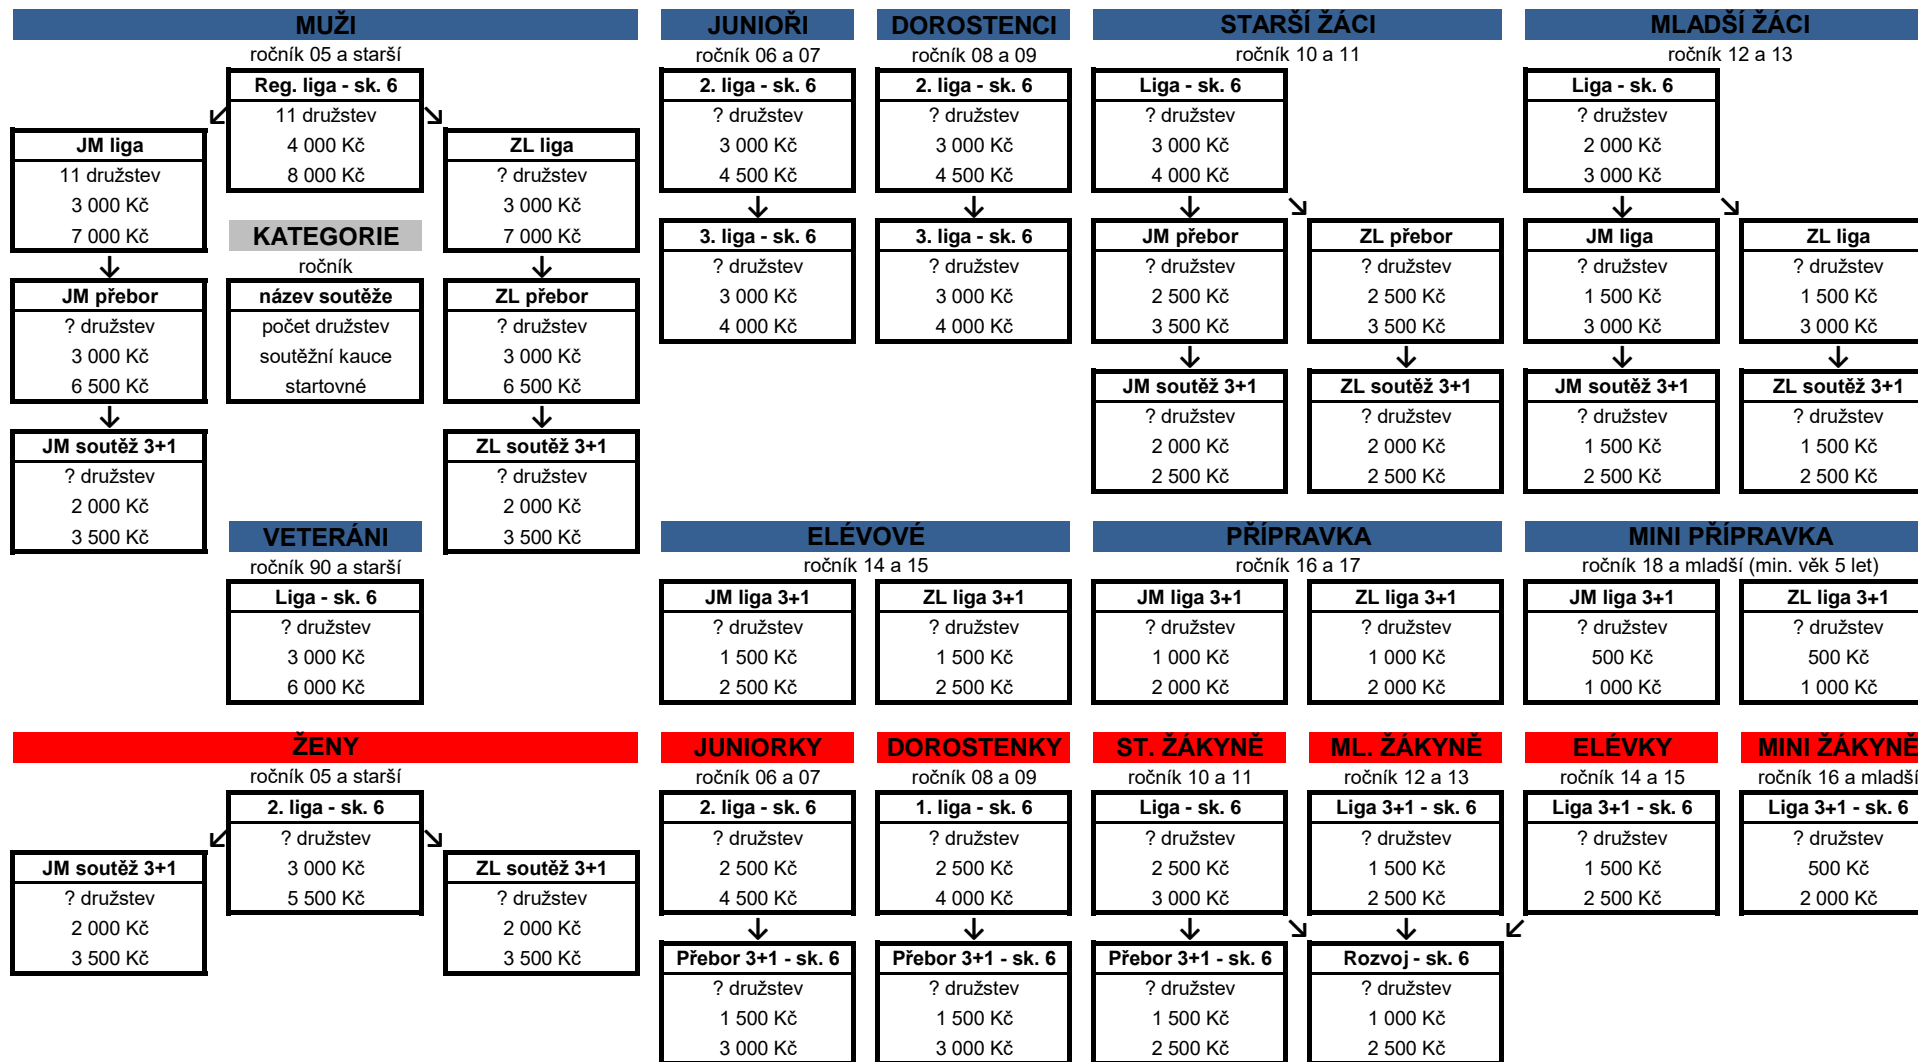 MUŽI
ročník 05 a starší
Reg. liga - sk. 6
11 družstev
4 000 Kč
8 000 Kč
JM liga
11 družstev
3 000 Kč
7 000 Kč
ZL liga
? družstev
3 000 Kč
7 000 Kč
KATEGORIE
ročník
název soutěže
počet družstev
soutěžní kauce
startovné
JM přebor
? družstev
3 000 Kč
6 500 Kč
ZL přebor
? družstev
3 000 Kč
6 500 Kč
JM soutěž 3+1
? družstev
2 000 Kč
3 500 Kč
ZL soutěž 3+1
? družstev
2 000 Kč
3 500 Kč
JUNIOŘI
ročník 06 a 07
2. liga - sk. 6
? družstev
3 000 Kč
4 500 Kč
3. liga - sk. 6
? družstev
3 000 Kč
4 000 Kč
DOROSTENCI
ročník 08 a 09
2. liga - sk. 6
? družstev
3 000 Kč
4 500 Kč
3. liga - sk. 6
? družstev
3 000 Kč
4 000 Kč
STARŠÍ ŽÁCI
ročník 10 a 11
Liga - sk. 6
? družstev
3 000 Kč
4 000 Kč
JM přebor
? družstev
2 500 Kč
3 500 Kč
ZL přebor
? družstev
2 500 Kč
3 500 Kč
JM soutěž 3+1
? družstev
2 000 Kč
2 500 Kč
ZL soutěž 3+1
? družstev
2 000 Kč
2 500 Kč
MLADŠÍ ŽÁCI
ročník 12 a 13
Liga - sk. 6
? družstev
2 000 Kč
3 000 Kč
JM liga
? družstev
1 500 Kč
3 000 Kč
ZL liga
? družstev
1 500 Kč
3 000 Kč
JM soutěž 3+1
? družstev
1 500 Kč
2 500 Kč
ZL soutěž 3+1
? družstev
1 500 Kč
2 500 Kč
VETERÁNI
ročník 90 a starší
Liga - sk. 6
? družstev
3 000 Kč
6 000 Kč
ELÉVOVÉ
ročník 14 a 15
JM liga 3+1
? družstev
1 500 Kč
2 500 Kč
ZL liga 3+1
? družstev
1 500 Kč
2 500 Kč
PŘÍPRAVKA
ročník 16 a 17
JM liga 3+1
? družstev
1 000 Kč
2 000 Kč
ZL liga 3+1
? družstev
1 000 Kč
2 000 Kč
MINI PŘÍPRAVKA
ročník 18 a mladší (min. věk 5 let)
JM liga 3+1
? družstev
500 Kč
1 000 Kč
ZL liga 3+1
? družstev
500 Kč
1 000 Kč
ŽENY
ročník 05 a starší
2. liga - sk. 6
? družstev
3 000 Kč
5 500 Kč
JM soutěž 3+1
? družstev
2 000 Kč
3 500 Kč
ZL soutěž 3+1
? družstev
2 000 Kč
3 500 Kč
JUNIORKY
ročník 06 a 07
2. liga - sk. 6
? družstev
2 500 Kč
4 500 Kč
Přebor 3+1 - sk. 6
? družstev
1 500 Kč
3 000 Kč
DOROSTENKY
ročník 08 a 09
1. liga - sk. 6
? družstev
2 500 Kč
4 000 Kč
Přebor 3+1 - sk. 6
? družstev
1 500 Kč
3 000 Kč
ST. ŽÁKYNĚ
ročník 10 a 11
Liga - sk. 6
? družstev
2 500 Kč
3 000 Kč
Přebor 3+1 - sk. 6
? družstev
1 500 Kč
2 500 Kč
ML. ŽÁKYNĚ
ročník 12 a 13
Liga 3+1 - sk. 6
? družstev
1 500 Kč
2 500 Kč
Rozvoj - sk. 6
? družstev
1 000 Kč
2 500 Kč
ELÉVKY
ročník 14 a 15
Liga 3+1 - sk. 6
? družstev
1 500 Kč
2 500 Kč
MINI ŽÁKYNĚ
ročník 16 a mladší
Liga 3+1 - sk. 6
? družstev
500 Kč
2 000 Kč